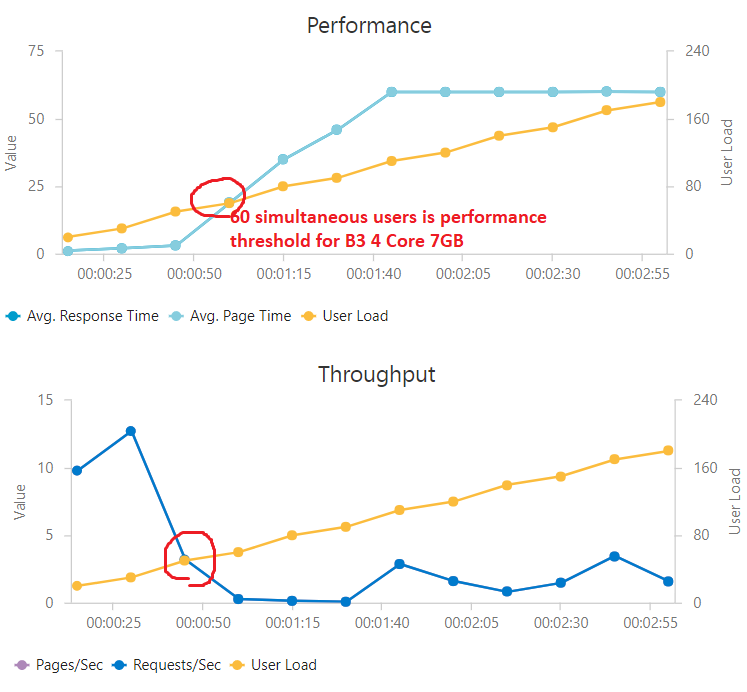 Performance
75
50
25
0
Value
240
160
80
0
User Load
60 simultaneous users is performance
threshold for B3 4 Core 7GB
00:00:25 00:00:50 00:01:15 00:01:40 00:02:05 00:02:30 00:02:55
Avg. Response Time Avg. Page Time User Load
Throughput
15
10
5
0
Value
240
160
80
0
User Load
00:00:25 00:00:50 00:01:15 00:01:40 00:02:05 00:02:30 00:02:55
Pages/Sec Requests/Sec User Load